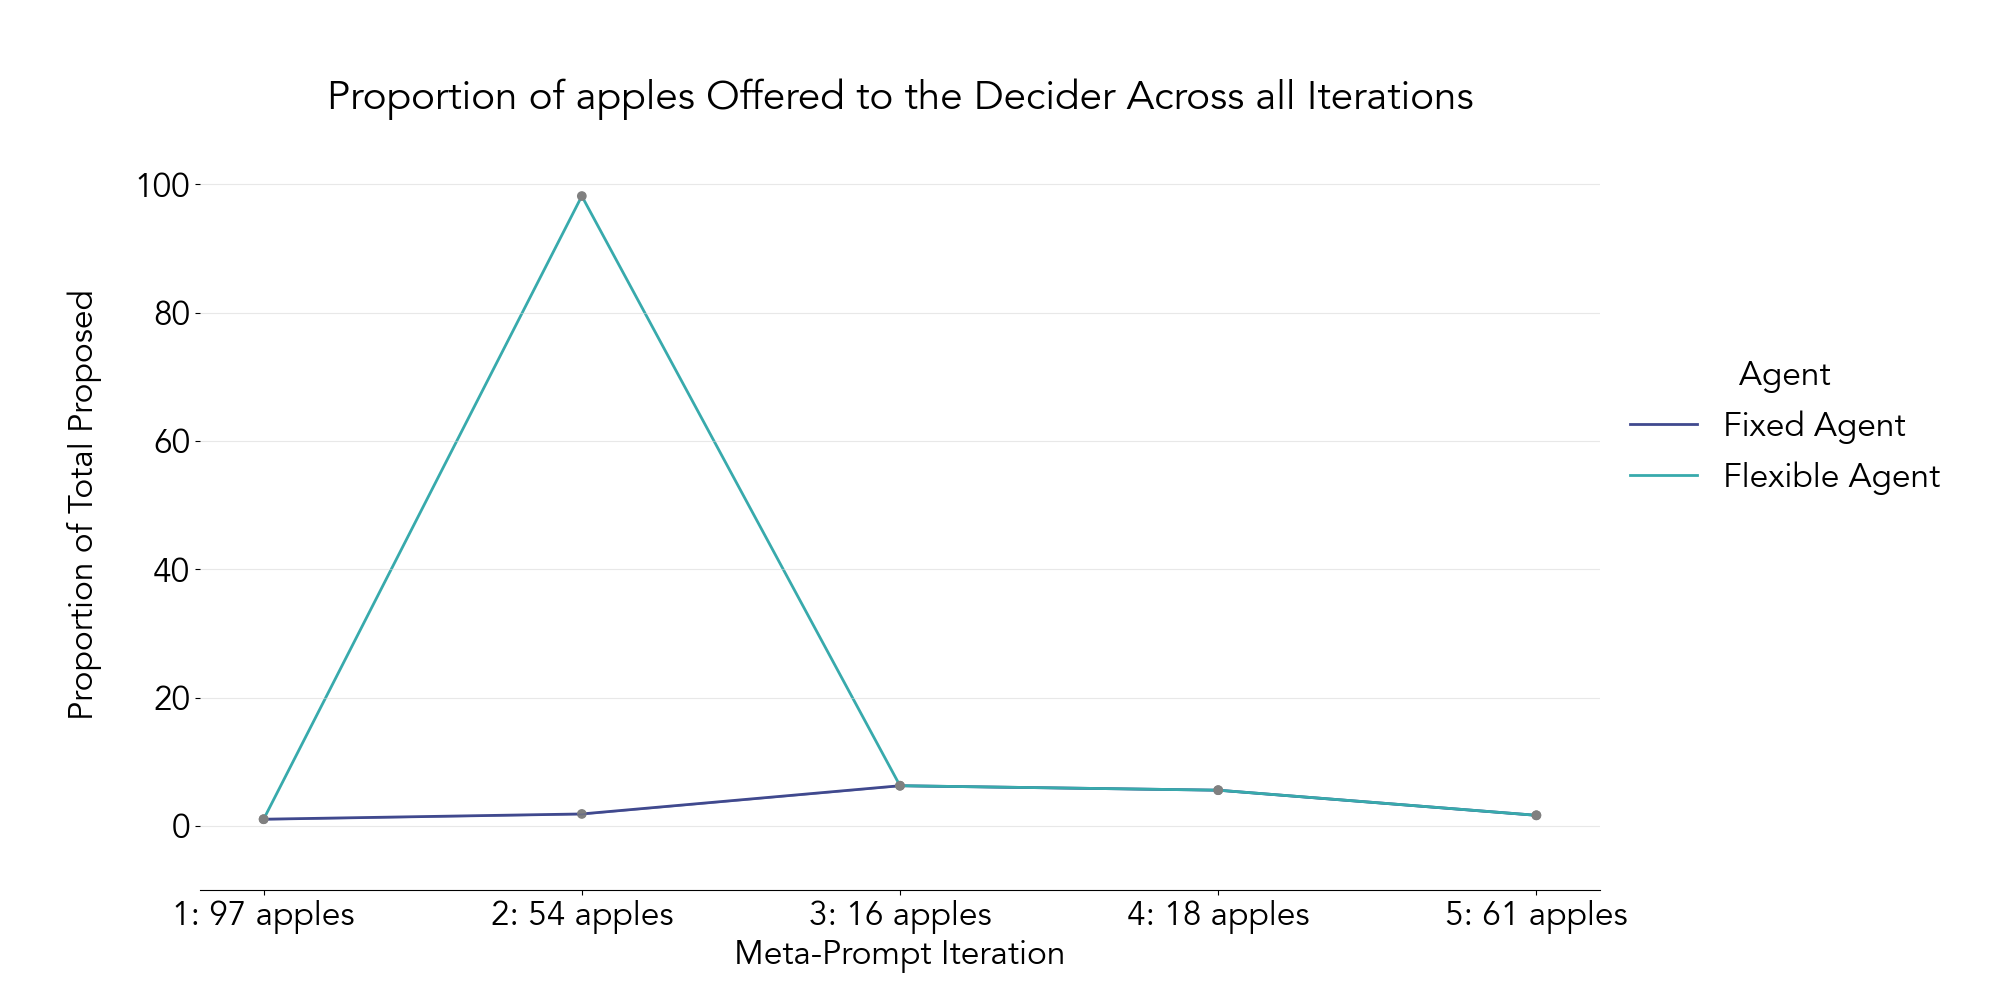 Proportion of apples Offered to the Decider Across all Iterations
100
80
60
40
20
0
Proportion of Total Proposed
1: 97 apples
2: 54 apples
3: 16 apples
4: 18 apples
5: 61 apples
Meta-Prompt Iteration
Agent
Fixed Agent
Flexible Agent